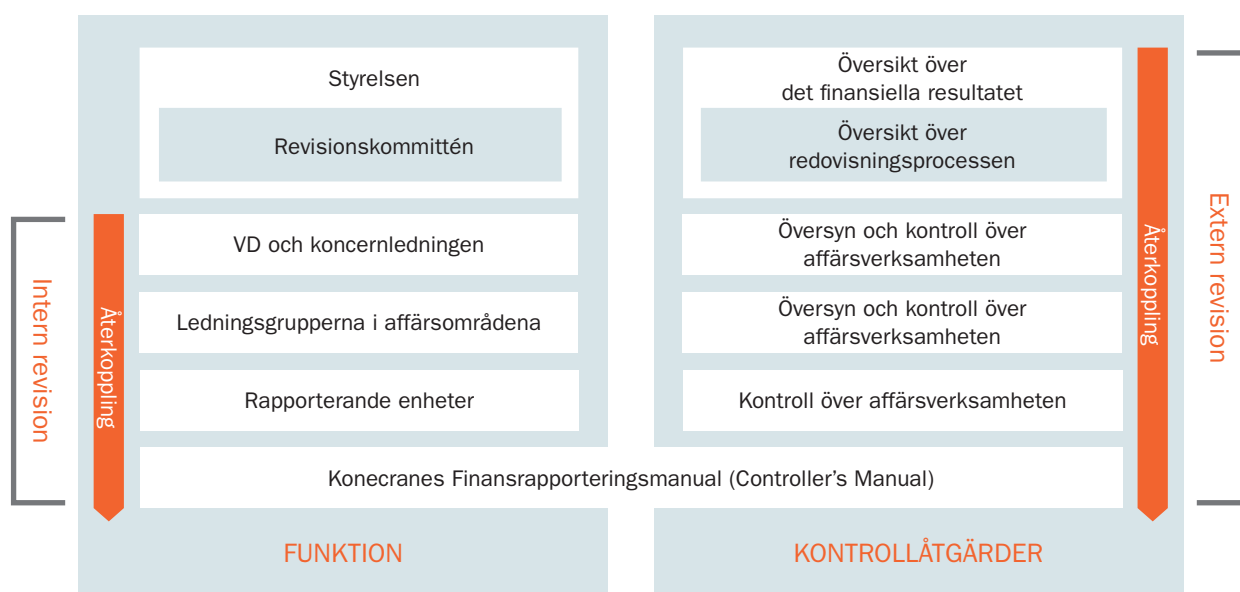 Styrelsen
Revisionskommittén
VD och koncernledningen
Ledningsgrupperna i affärsområdena
Rapporterande enheter
Översikt över
det finansiella resultatet
Översikt över
redovisningsprocessen
Översyn och kontroll över
affärsverksamheten
Översyn och kontroll över
affärsverksamheten
Kontroll över affärsverksamheten
Konecranes Finansrapporteringsmanual (Controller’s Manual)
FUNKTION
KONTROLLÅTGÄRDER
Intern revision
Återkoppling
Återkoppling
Extern revision